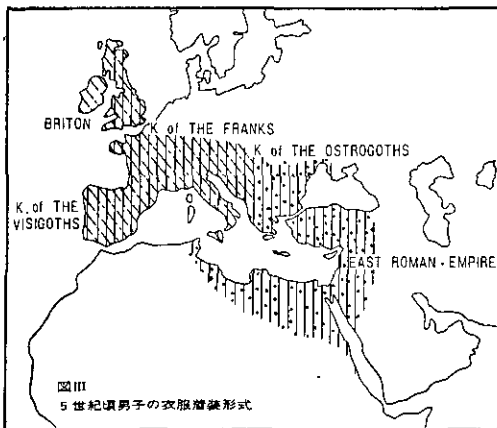 BRITON
K of THE FRANKS
K of THE OSTROGOTHS
K. of THE
VISIGOTHS
EAST ROMAN・EMPIRE
図III
5世紀頃男子の衣服着装形式